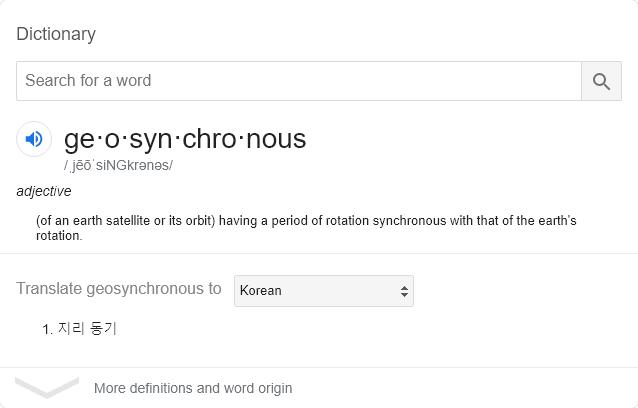 Dictionary
Search for a word
ge·o·syn·chro·nous
/ˌjēōˈsiNGkrənəs/
adjective
(of an earth satellite or its orbit) having a period of rotation synchronous with that of the earth's
rotation.
Translate geosynchronous to Korean
1. 지리 동기
More definitions and word origin